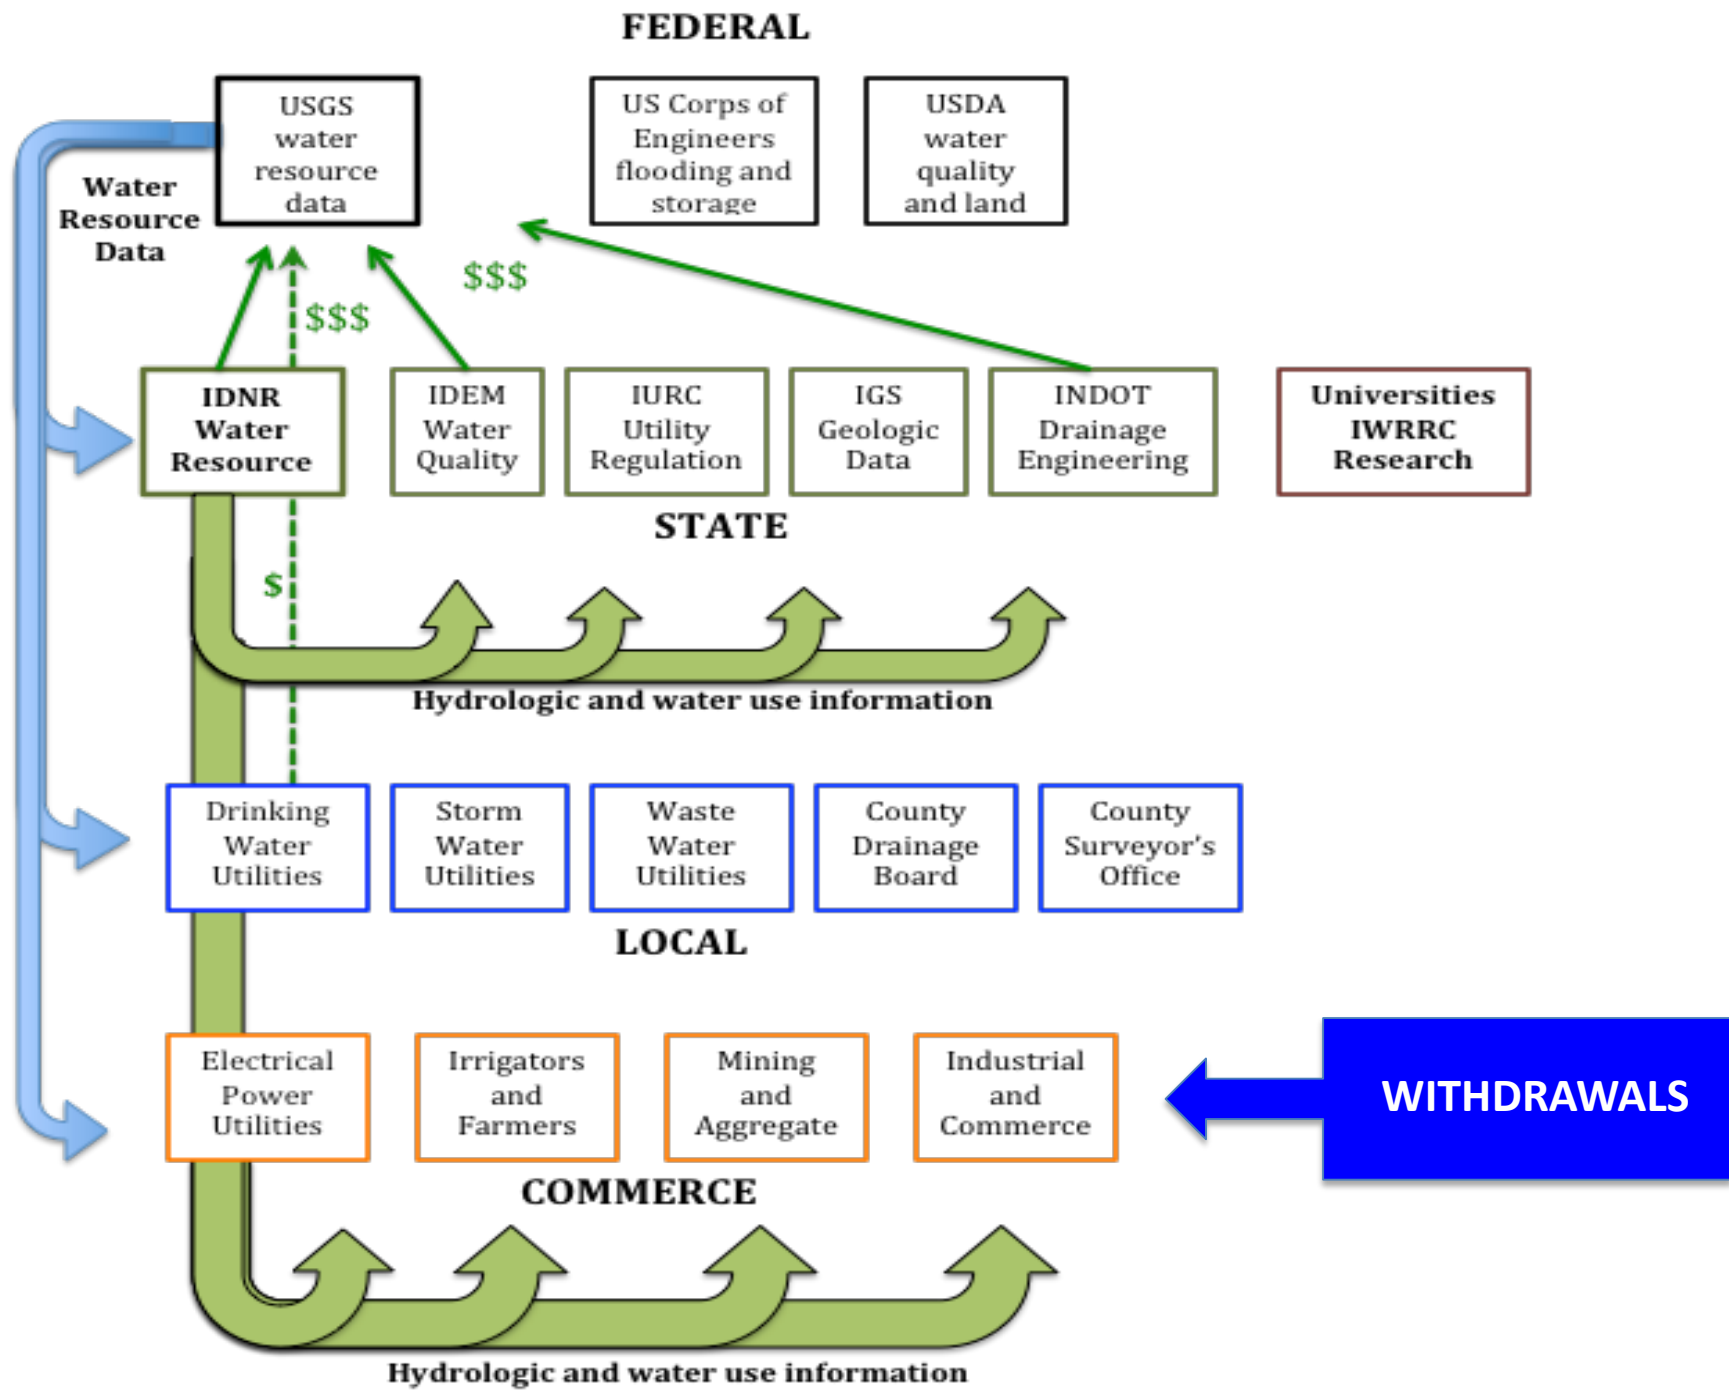 FEDERAL
USGS
water
resource
data
US Corps of
Engineers
flooding and
storage
USDA
water
quality
and land
Water
Resource
Data
$$$
$$$
IDNR
Water
Resource
IDEM
Water
Quality
IURC
Utility
Regulation
IGS
Geologic
Data
INDOT
Drainage
Engineering
Universities
IWRRC
Research
STATE
$
Hydrologic and water use information
Drinking
Water
Utilities
Storm
Water
Utilities
Waste
Water
Utilities
County
Drainage
Board
County
Surveyor's
Office
LOCAL
Electrical
Power
Utilities
Irrigators
and
Farmers
Mining
and
Aggregate
Industrial
and
Commerce
WITHDRAWALS
COMMERCE
Hydrologic and water use information